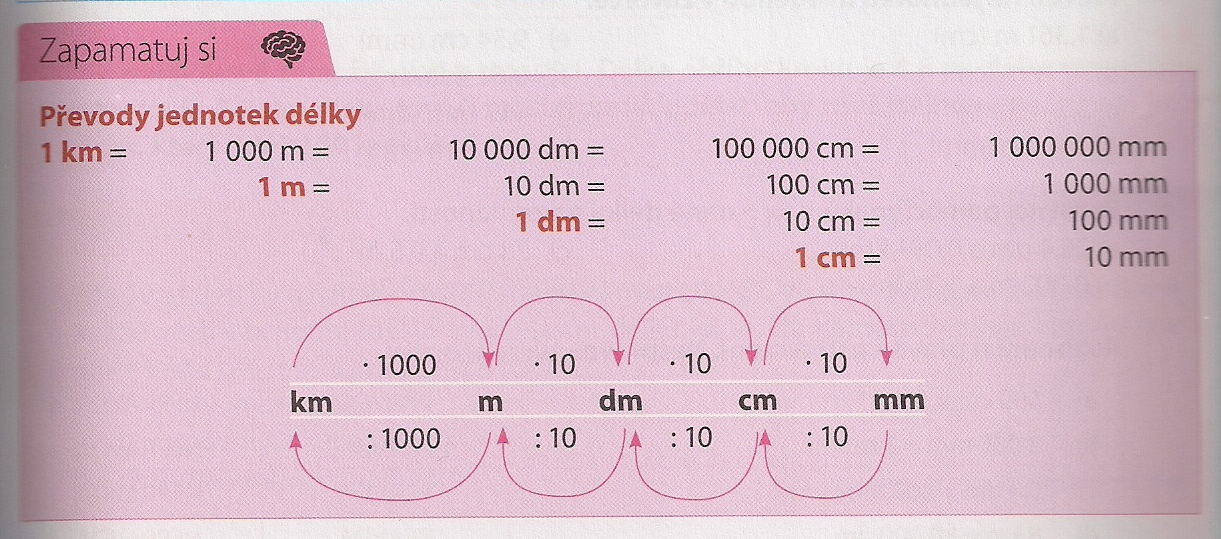 Zapamatuj si
Převody jednotek délky
1 km = 1 000 m = 10 000 dm = 100 000 cm = 1 000 000 mm
1 m = 10 dm = 100 cm = 1 000 mm
1 dm = 10 cm = 100 mm
1 cm = 10 mm
· 1000 · 10 · 10 · 10
km m dm cm mm
: 1000 : 10 : 10 : 10